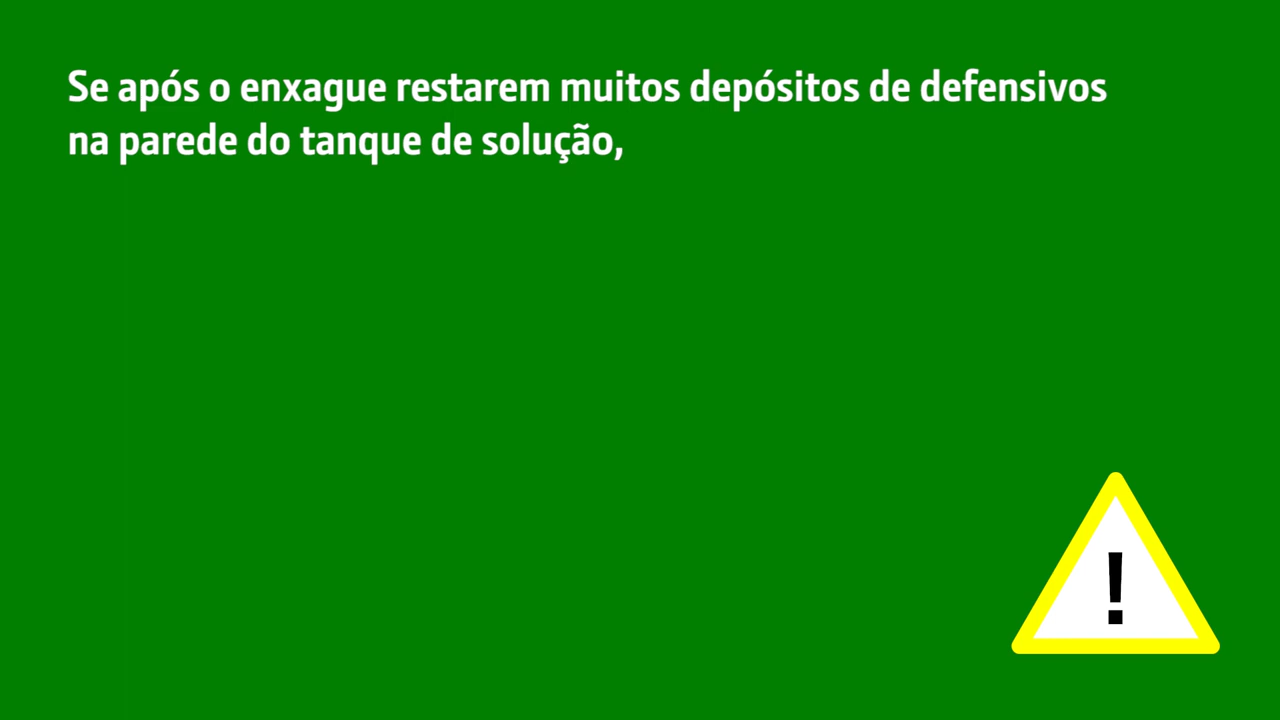 Se após o enxague restarem muitos depósitos de defensivos
na parede do tanque de solução,
!